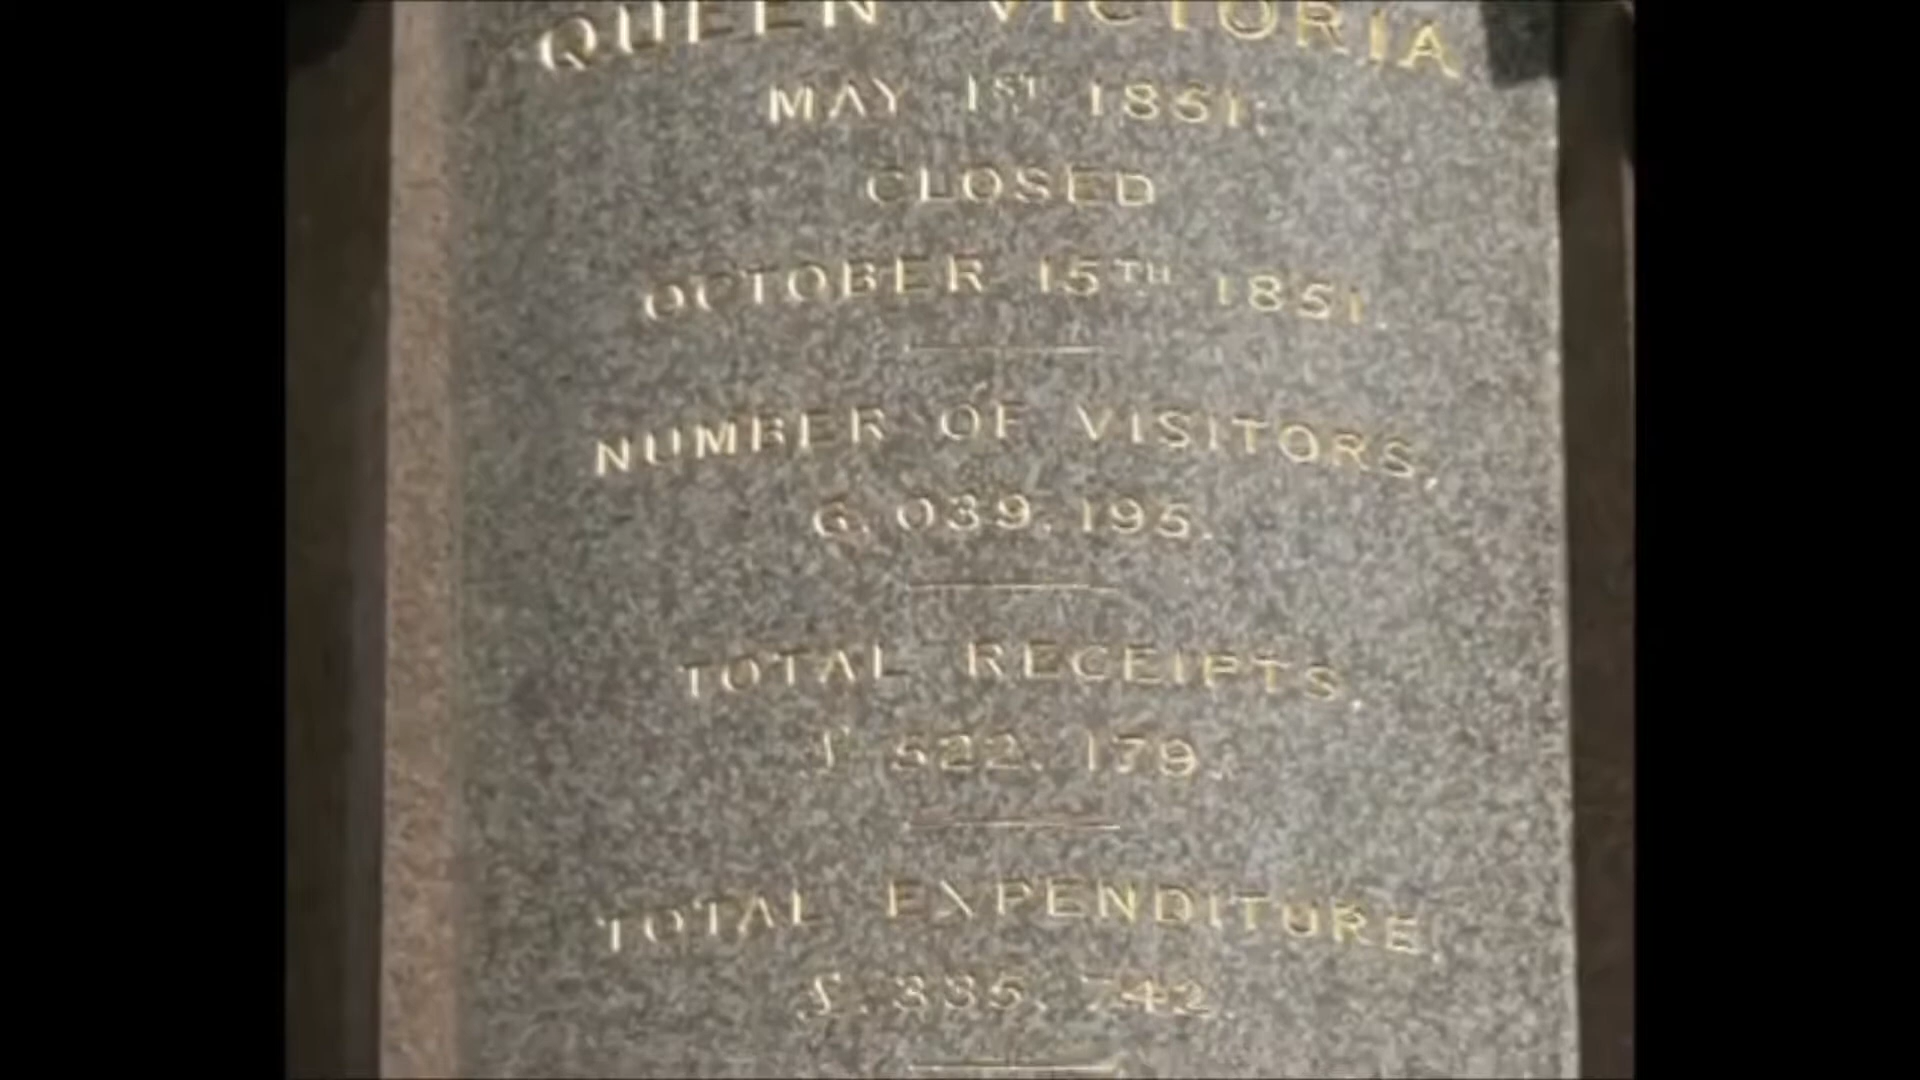 QUEEN VICTORIA
MAY 1ST 1851.
CLOSED
OCTOBER 15TH 1851.
NUMBER OF VISITORS,
6,039,195.
TOTAL RECEIPTS,
£ 522,179.
TOTAL EXPENDITURE,
£.335,742.